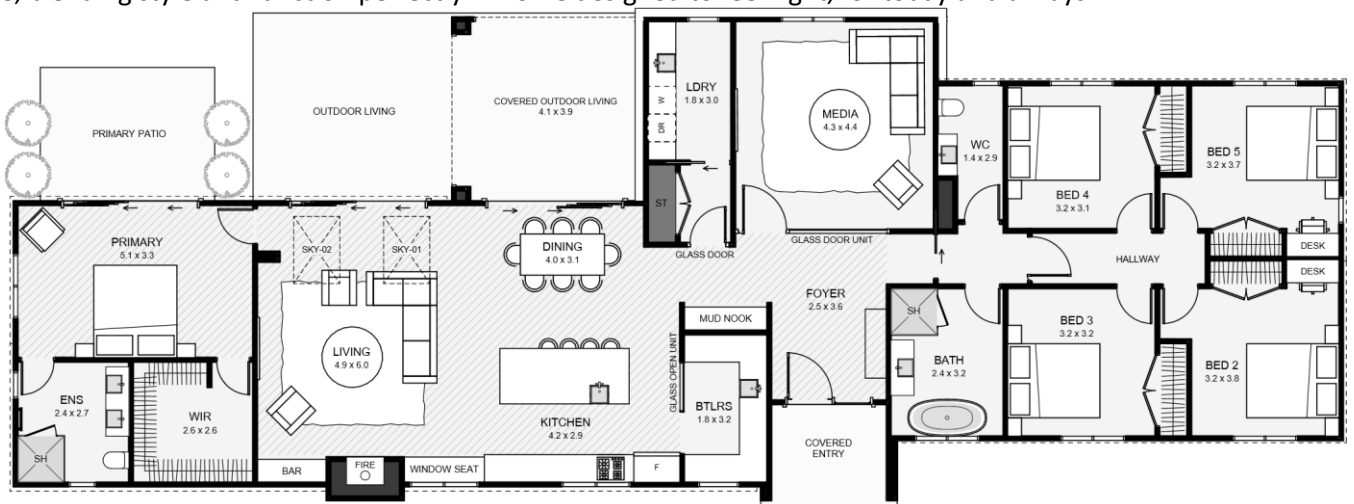 PRIMARY PATIO
OUTDOOR LIVING
COVERED OUTDOOR LIVING
4.1 x 3.9
LDRY
1.8 x 3.0
W
DR
ST
MEDIA
4.3 x 4.4
WC
1.4 x 2.9
BED 4
3.2 x 3.1
BED 5
3.2 x 3.7
PRIMARY
5.1 x 3.3
SKY-02
SKY-01
DINING
4.0 x 3.1
GLASS DOOR
GLASS DOOR UNIT
HALLWAY
DESK
DESK
FOYER
2.5 x 3.6
MUD NOOK
SH
BATH
2.4 x 3.2
BED 3
3.2 x 3.2
BED 2
3.2 x 3.8
LIVING
4.9 x 6.0
GLASS OPEN UNIT
ENS
2.4 x 2.7
SH
WIR
2.6 x 2.6
KITCHEN
4.2 x 2.9
BTLRS
1.8 x 3.2
COVERED
ENTRY
BAR
FIRE
WINDOW SEAT
F